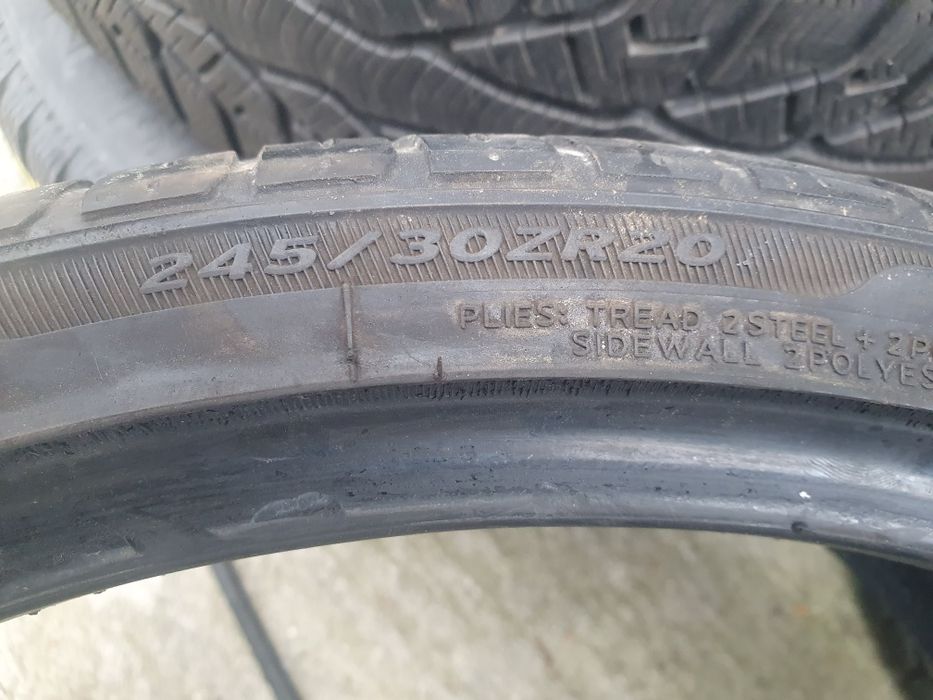 245/30ZR20
PLIES: TREAD 2STEEL + 2P
SIDEWALL 2POLYES